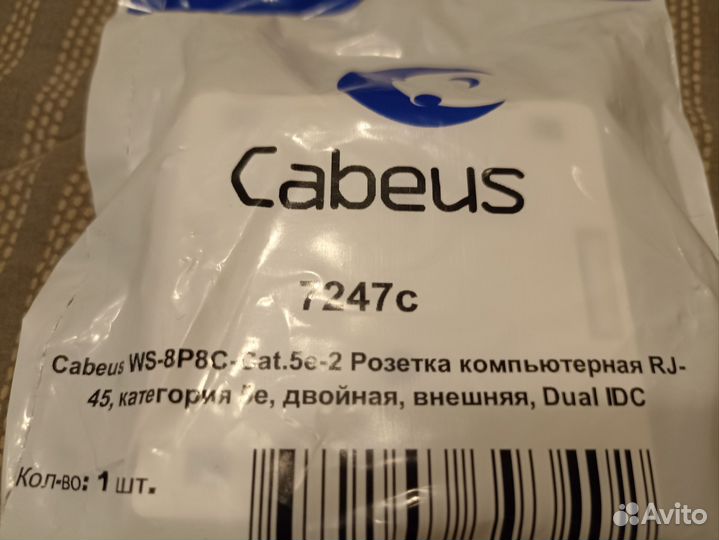 Cabeus
7247c
Cabeus WS-8P8C-Cat.5e-2 Розетка компьютерная RJ-
45, категория 5e, двойная, внешняя, Dual IDC
Кол-во: 1 шт.
Avito